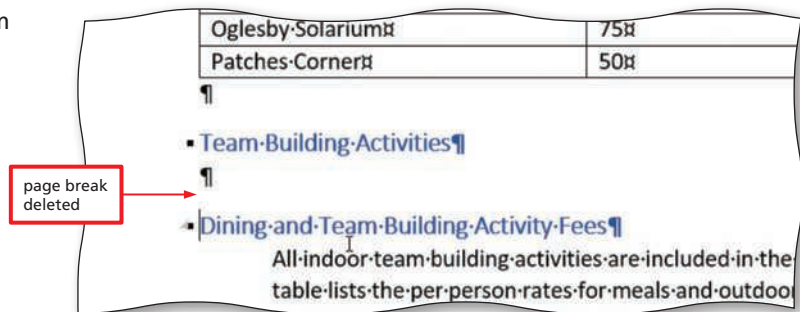 Oglesby·Solarium¤ 75¤
Patches·Corner¤ 50¤
¶
Team·Building·Activities¶
¶
page break
deleted
Dining·and·Team·Building·Activity·Fees¶
All·indoor·team·building·activities·are·included·in·the·
table·lists·the·per·person·rates·for·meals·and·outdoor